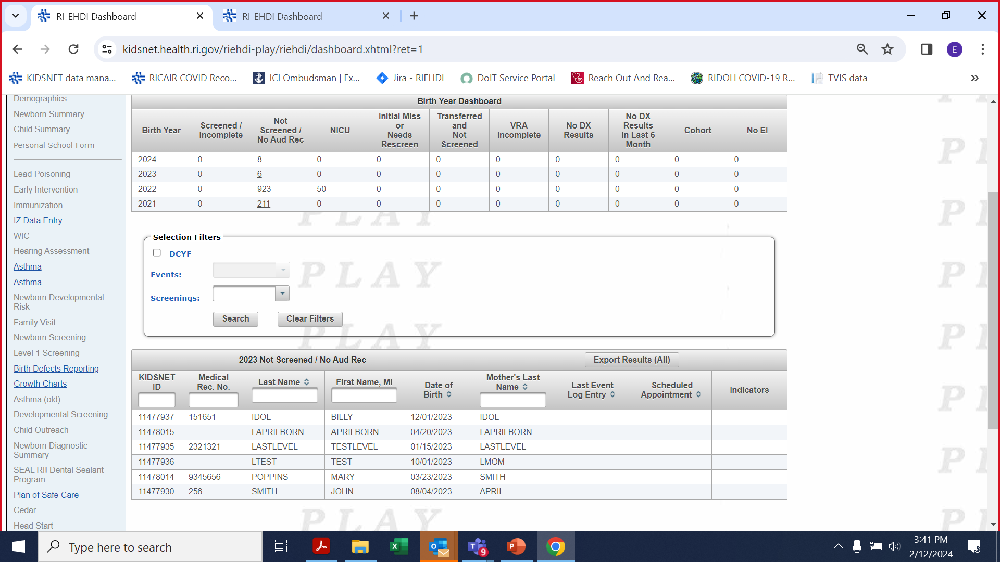 RI-EHDI Dashboard
RI-EHDI Dashboard
kidsnet.health.ri.gov/riehdi-play/riehdi/dashboard.xhtml?ret=1
E
KIDSNET data mana...
RICAIR COVID Reco...
ICI Ombudsman | Ex...
Jira - RIEHDI
DoIT Service Portal
Reach Out And Rea...
RIDOH COVID-19 R...
TVIS data
Demographics
Newborn Summary
Child Summary
Personal School Form
Lead Poisoning
Early Intervention
Immunization
IZ Data Entry
WIC
Hearing Assessment
Asthma
Asthma
Newborn Developmental
Risk
Family Visit
Newborn Screening
Level 1 Screening
Birth Defects Reporting
Growth Charts
Asthma (old)
Developmental Screening
Child Outreach
Newborn Diagnostic
Summary
SEAL RI! Dental Sealant
Program
Plan of Safe Care
Cedar
Head Start
Birth Year Dashboard
Birth Year
Screened /
Incomplete
Not
Screened /
No Aud Rec
NICU
Initial Miss
or
Needs
Rescreen
Transferred
and
Not
Screened
VRA
Incomplete
No DX
Results
No DX
Results
In Last 6
Month
Cohort
No EI
2024 0 8 0 0 0 0 0 0 0 0
2023 0 6 0 0 0 0 0 0 0 0
2022 0 923 50 0 0 0 0 0 0 0
2021 0 211 0 0 0 0 0 0 0 0
PLAY
Selection Filters
DCYF
Events:
PLAY
Screenings:
Search
Clear Filters
PLAY
2023 Not Screened / No Aud Rec
Export Results (All)
KIDSNET
ID
Medical
Rec. No.
Last Name
First Name, MI
Date of
Birth
Mother's Last
Name
Last Event
Log Entry
Scheduled
Appointment
Indicators
11477937 151651 IDOL BILLY 12/01/2023 IDOL
11478015 LAPRILBORN APRILBORN 04/20/2023 LAPRILBORN
11477935 2321321 LASTLEVEL TESTLEVEL 01/15/2023 LASTLEVEL
11477936 LTEST TEST 10/01/2023 LMOM
11478014 9345656 POPPINS MARY 03/23/2023 SMITH
11477930 256 SMITH JOHN 08/04/2023 APRIL
PLAY
Type here to search
9
3:41 PM
2/12/2024